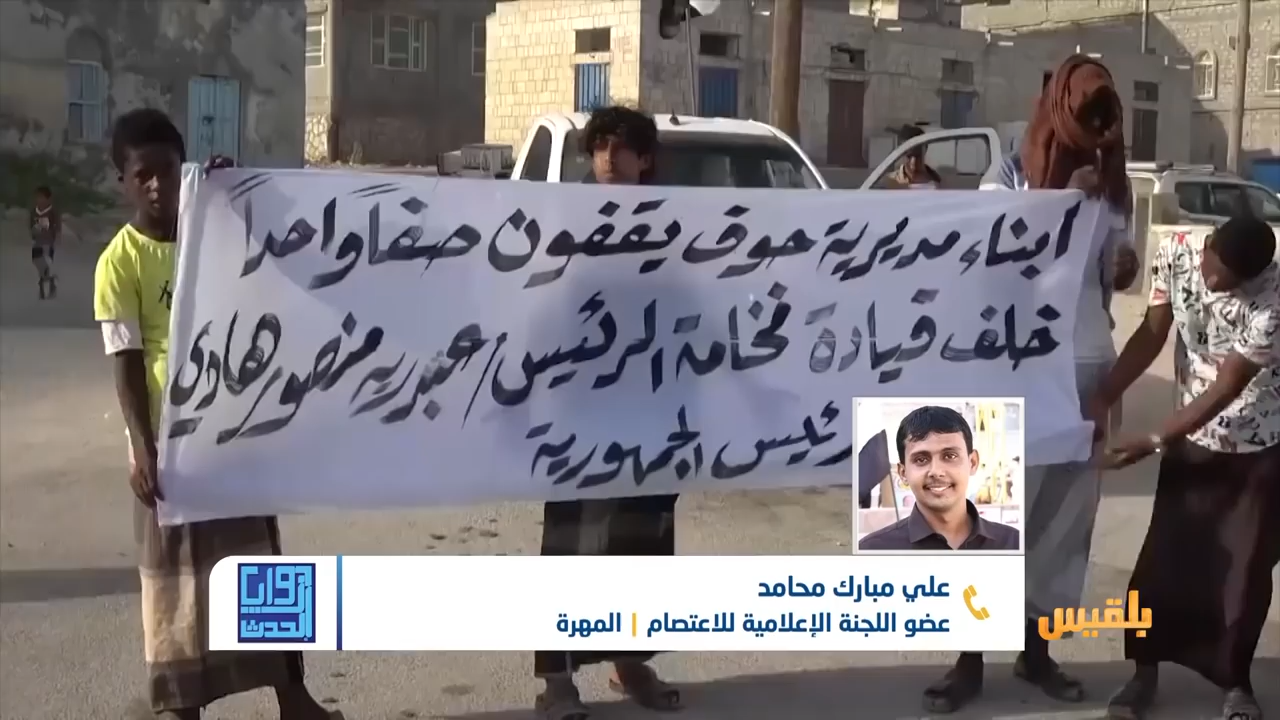 ابناء مديرية حوف يقفون صفاً واحداً
خلف قيادة فخامة الرئيس/عبدربه منصور هادي
رئيس الجمهورية
علي مبارك محامد
عضو اللجنة الإعلامية للاعتصام | المهرة
زوايا الحدث
بلقيس